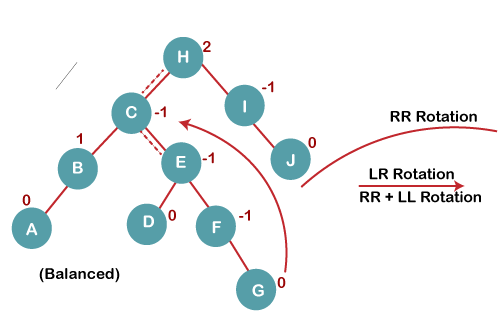 H 2
C -1
I -1
RR Rotation
B 1
E -1
J 0
LR Rotation
RR + LL Rotation
A 0
D 0
F -1
(Balanced)
G 0